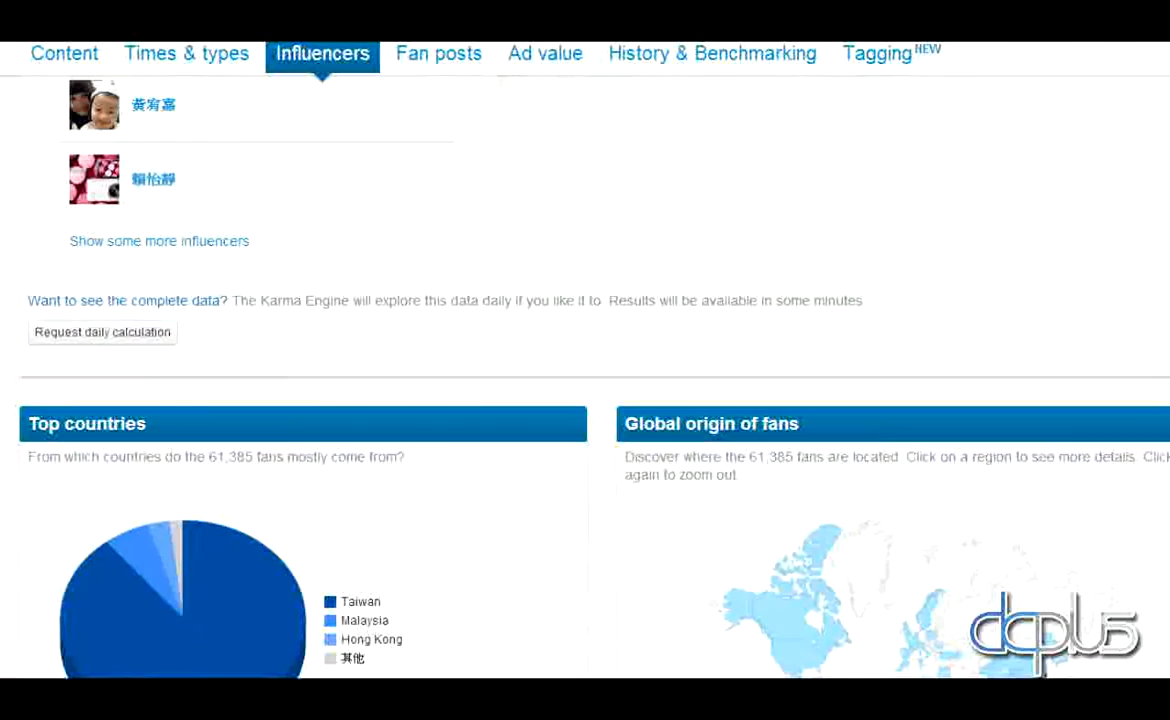 Content Times & types Influencers Fan posts Ad value History & Benchmarking Tagging NEW
黃宥嘉
賴怡靜
Show some more influencers
Want to see the complete data? The Karma Engine will explore this data daily if you like it to Results will be available in some minutes
Request daily calculation
Top countries
From which countries do the 61,385 fans mostly come from?
Taiwan
Malaysia
Hong Kong
其他
Global origin of fans
Discover where the 61,385 fans are located Click on a region to see more details Click
again to zoom out
dcplus